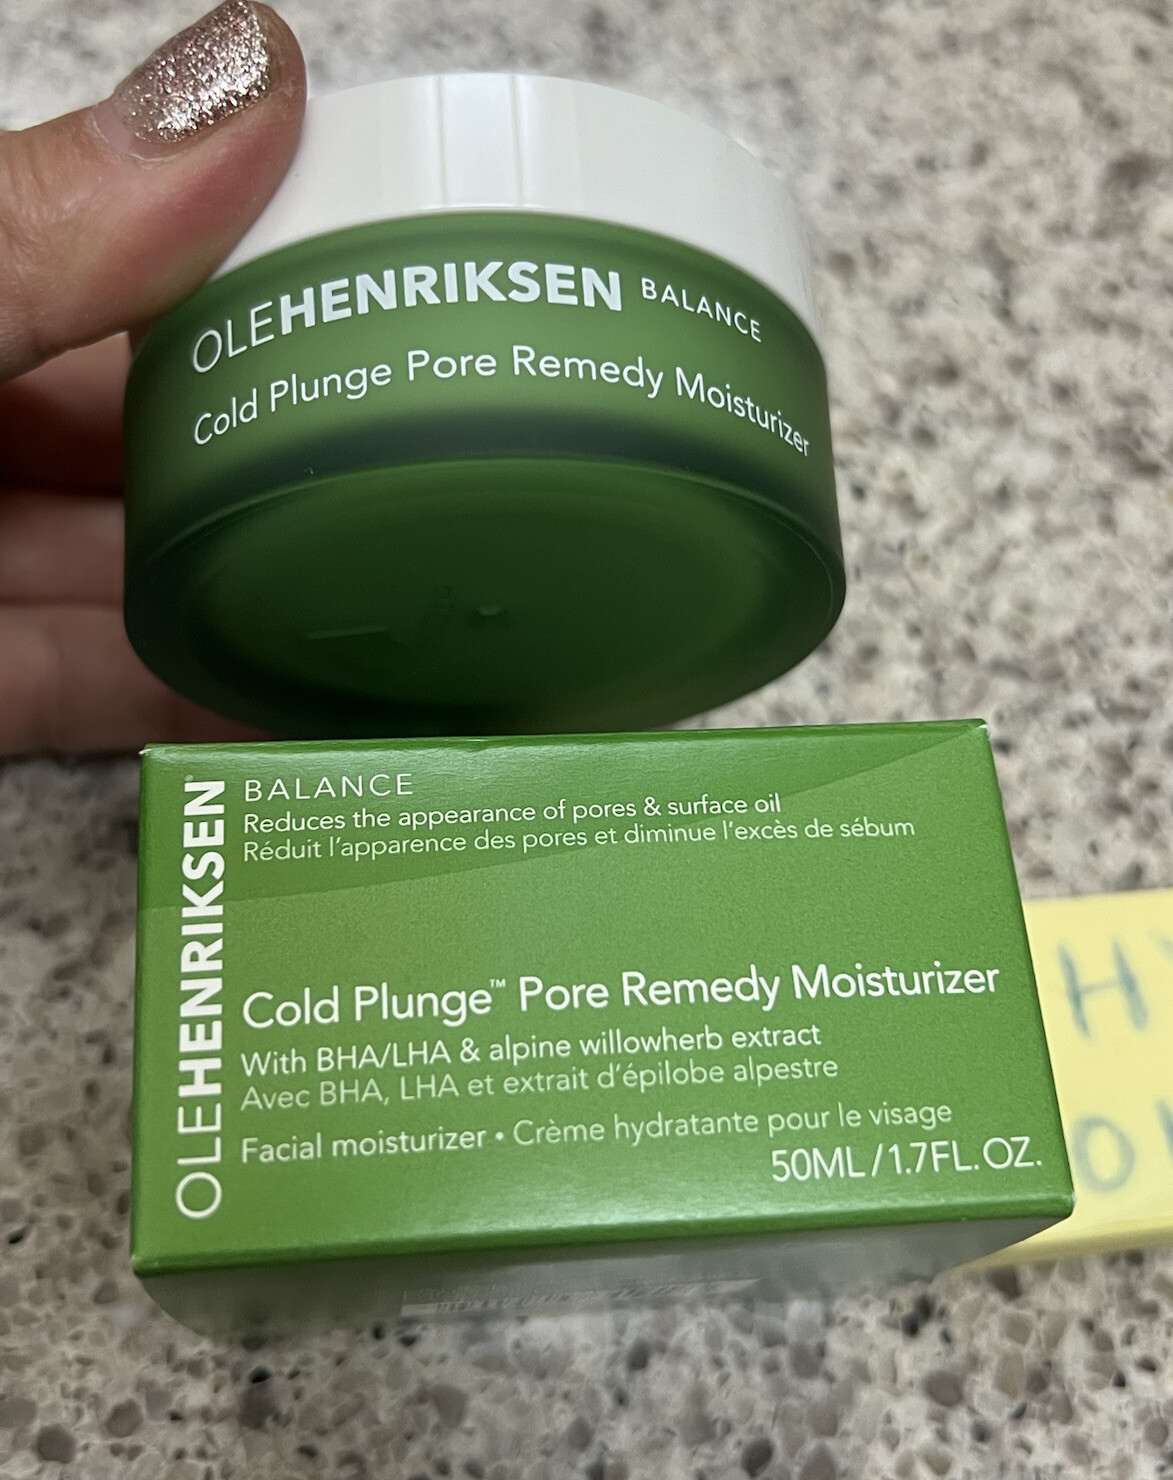 OLEHENRIKSEN BALANCE
Cold Plunge Pore Remedy Moisturizer
OLEHENRIKSEN®
BALANCE
Reduces the appearance of pores & surface oil
Réduit l'apparence des pores et diminue l'excès de sébum
Cold Plunge™ Pore Remedy Moisturizer
With BHA/LHA & alpine willowherb extract
Avec BHA, LHA et extrait d'épilobe alpestre
Facial moisturizer • Crème hydratante pour le visage
50ML/1.7FL.OZ.